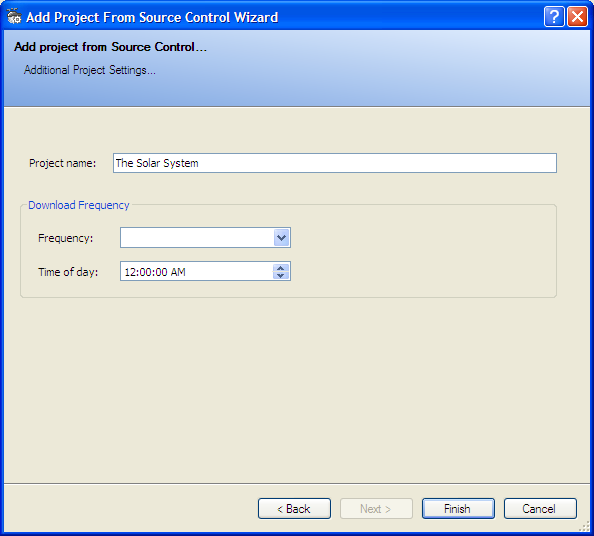 Add Project From Source Control Wizard
Add project from Source Control...
Additional Project Settings...
Project name: The Solar System
Download Frequency
Frequency:
Time of day: 12:00:00 AM
< Back Next > Finish Cancel